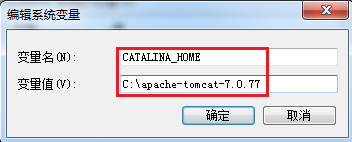 编辑系统变量
变量名(N): CATALINA_HOME
变量值(V): C:\apache-tomcat-7.0.77
确定 取消